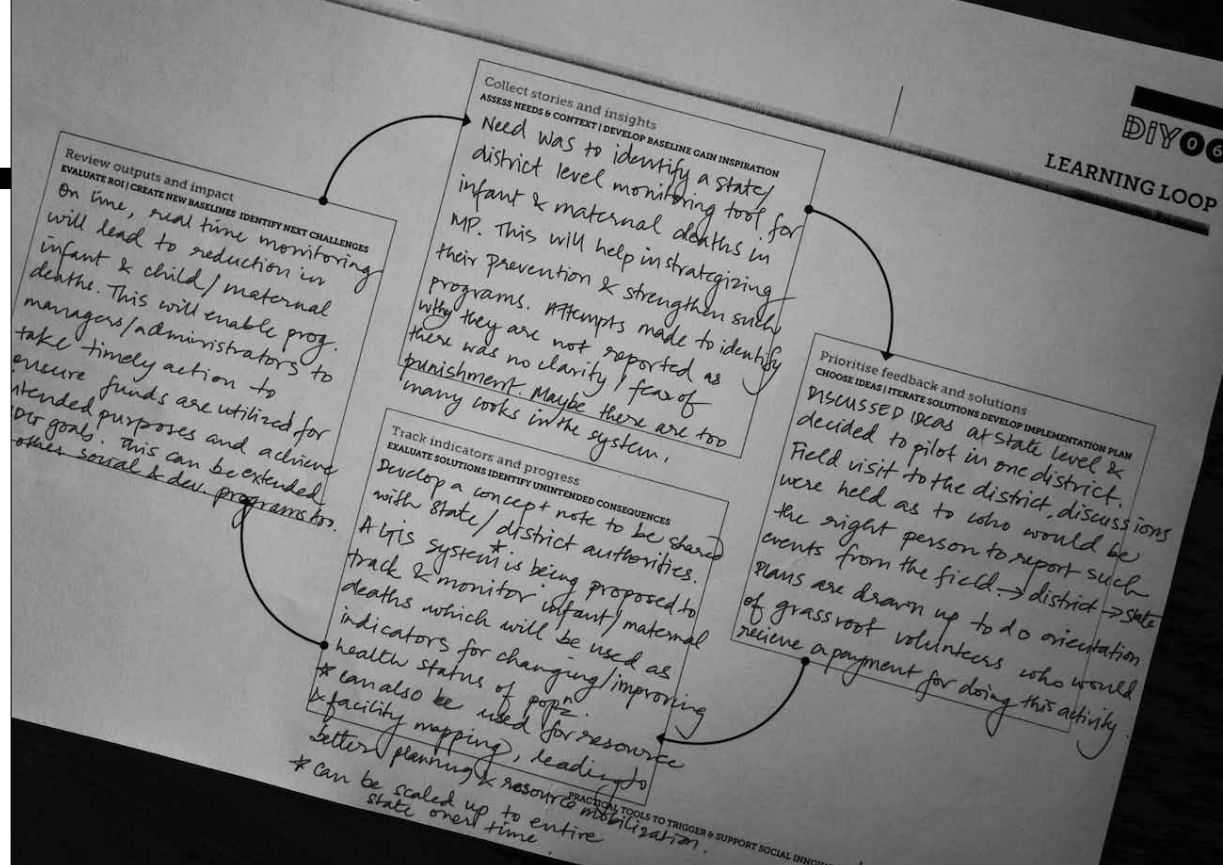 DIY06
LEARNING LOOP
Collect stories and insights
ASSESS NEEDS & CONTEXT | DEVELOP BASELINE GAIN INSPIRATION
Need was to identify a state/
district level monitoring tool for
infant & maternal deaths in
MP. This will help in strategizing
their prevention & strengthen such
programs. Attempts made to identify
why they are not reported as
there was no clarity / fear of
punishment. Maybe there are too
many cooks in the system.
Prioritise feedback and solutions
CHOOSE IDEAS | ITERATE SOLUTIONS DEVELOP IMPLEMENTATION PLAN
DISCUSSED IDEAS at State level &
decided to pilot in one district.
Field visit to the district, discussions
were held as to who would be
the right person to report such
events from the field → district → state
Plans are drawn up to do orientation
of grassroot volunteers who would
recieve a payment for doing this activity.
Track indicators and progress
EXALUATE SOLUTIONS IDENTIFY UNINTENDED CONSEQUENCES
Develop a concept note to be shared
with State/district authorities.
A GIS system* is being proposed to
track & monitor infant/maternal
deaths which will be used as
indicators for changing/improving
health status of popn.
* can also be used for resource
& facility mapping, leading to
better planning & resource mobilization.
* can be scaled up to entire
state over time.
Review outputs and impact
EVALUATE ROI | CREATE NEW BASELINES IDENTIFY NEXT CHALLENGES
On time, real time monitoring
will lead to reduction in
infant & child/maternal
deaths. This will enable prog.
managers/administrators to
take timely action to
ensure funds are utilized for
intended purposes and achieve
goals. This can be extended
other social & dev. programs too.
PRACTICAL TOOLS TO TRIGGER & SUPPORT SOCIAL INNOV